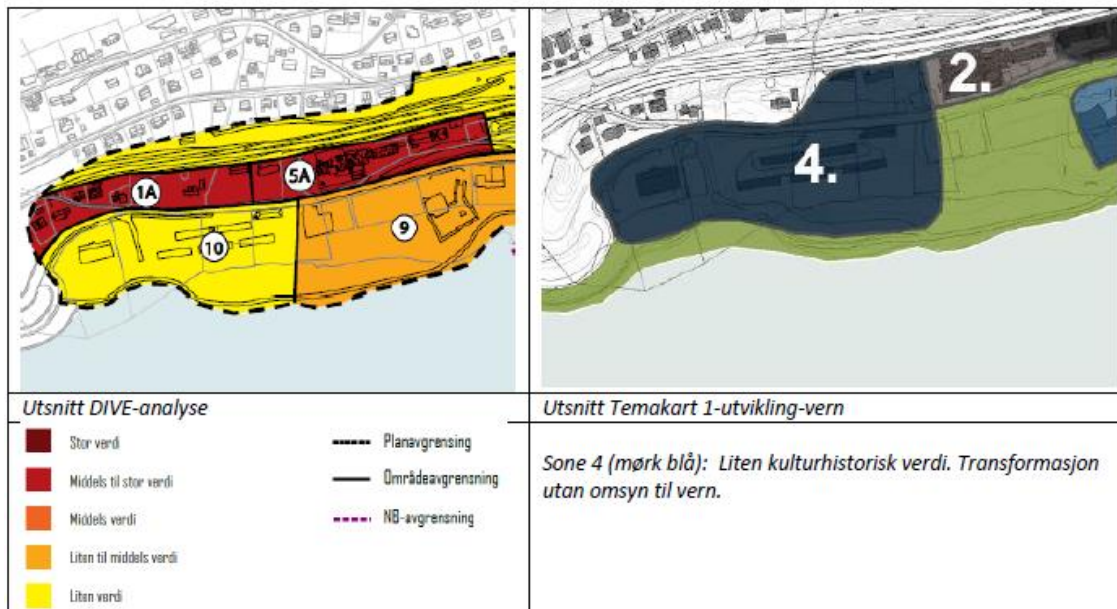 1A
5A
10
9
2.
4.
Utsnitt DIVE-analyse
Utsnitt Temakart 1-utvikling-vern
Stor verdi
Middels til stor verdi
Middels verdi
Liten til middels verdi
Liten verdi
Planavgrensing
Områdeavgrensning
NB-avgrensning
Sone 4 (mørk blå): Liten kulturhistorisk verdi. Transformasjon
utan omsyn til vern.